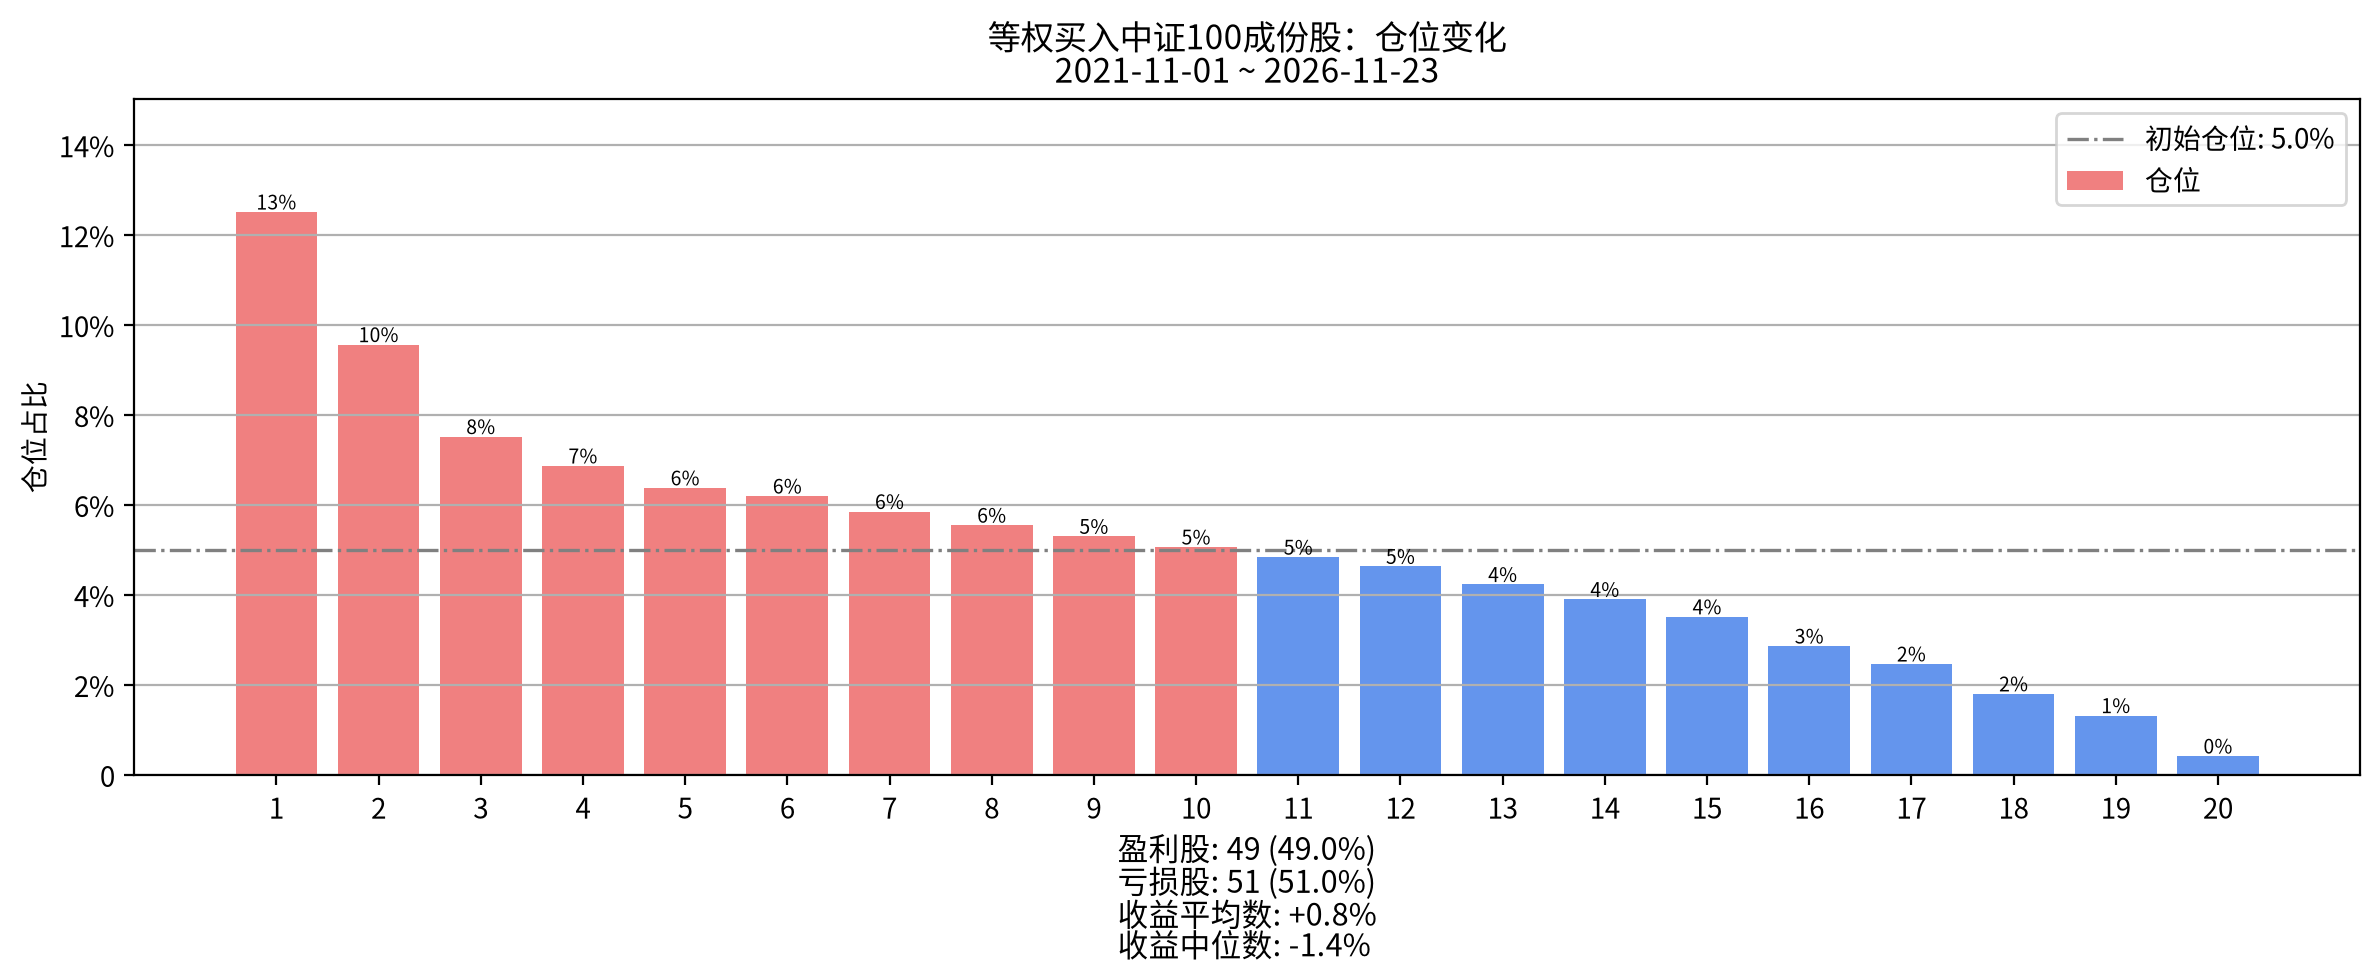 等权买入中证100成份股：仓位变化
2021-11-01 ~ 2026-11-23
初始仓位: 5.0%
仓位
仓位占比
14%
12%
10%
8%
6%
4%
2%
0
13%
10%
8%
7%
6%
6%
6%
6%
5%
5%
5%
5%
4%
4%
4%
3%
2%
2%
1%
0%
1 2 3 4 5 6 7 8 9 10 11 12 13 14 15 16 17 18 19 20
盈利股: 49 (49.0%)
亏损股: 51 (51.0%)
收益平均数: +0.8%
收益中位数: -1.4%